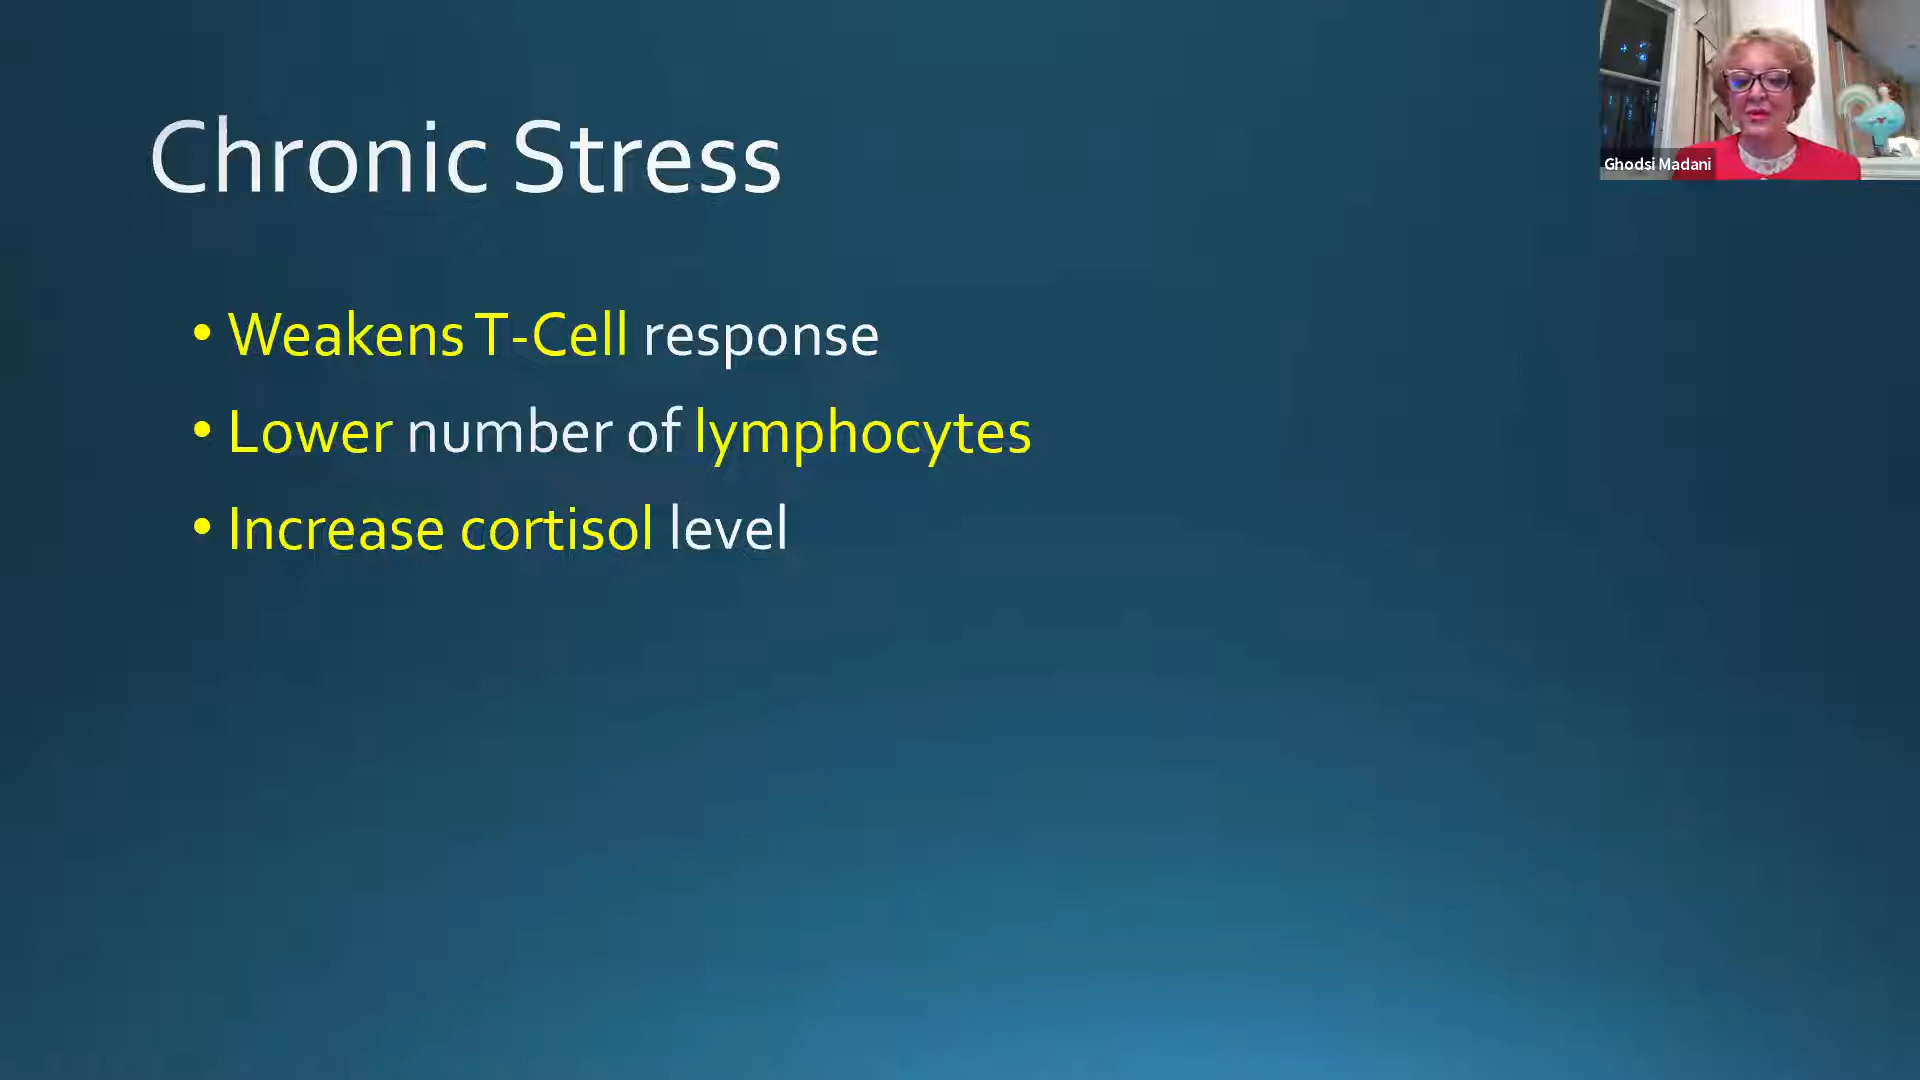 Chronic Stress
Ghodsi Madani
• Weakens T-Cell response
• Lower number of lymphocytes
• Increase cortisol level